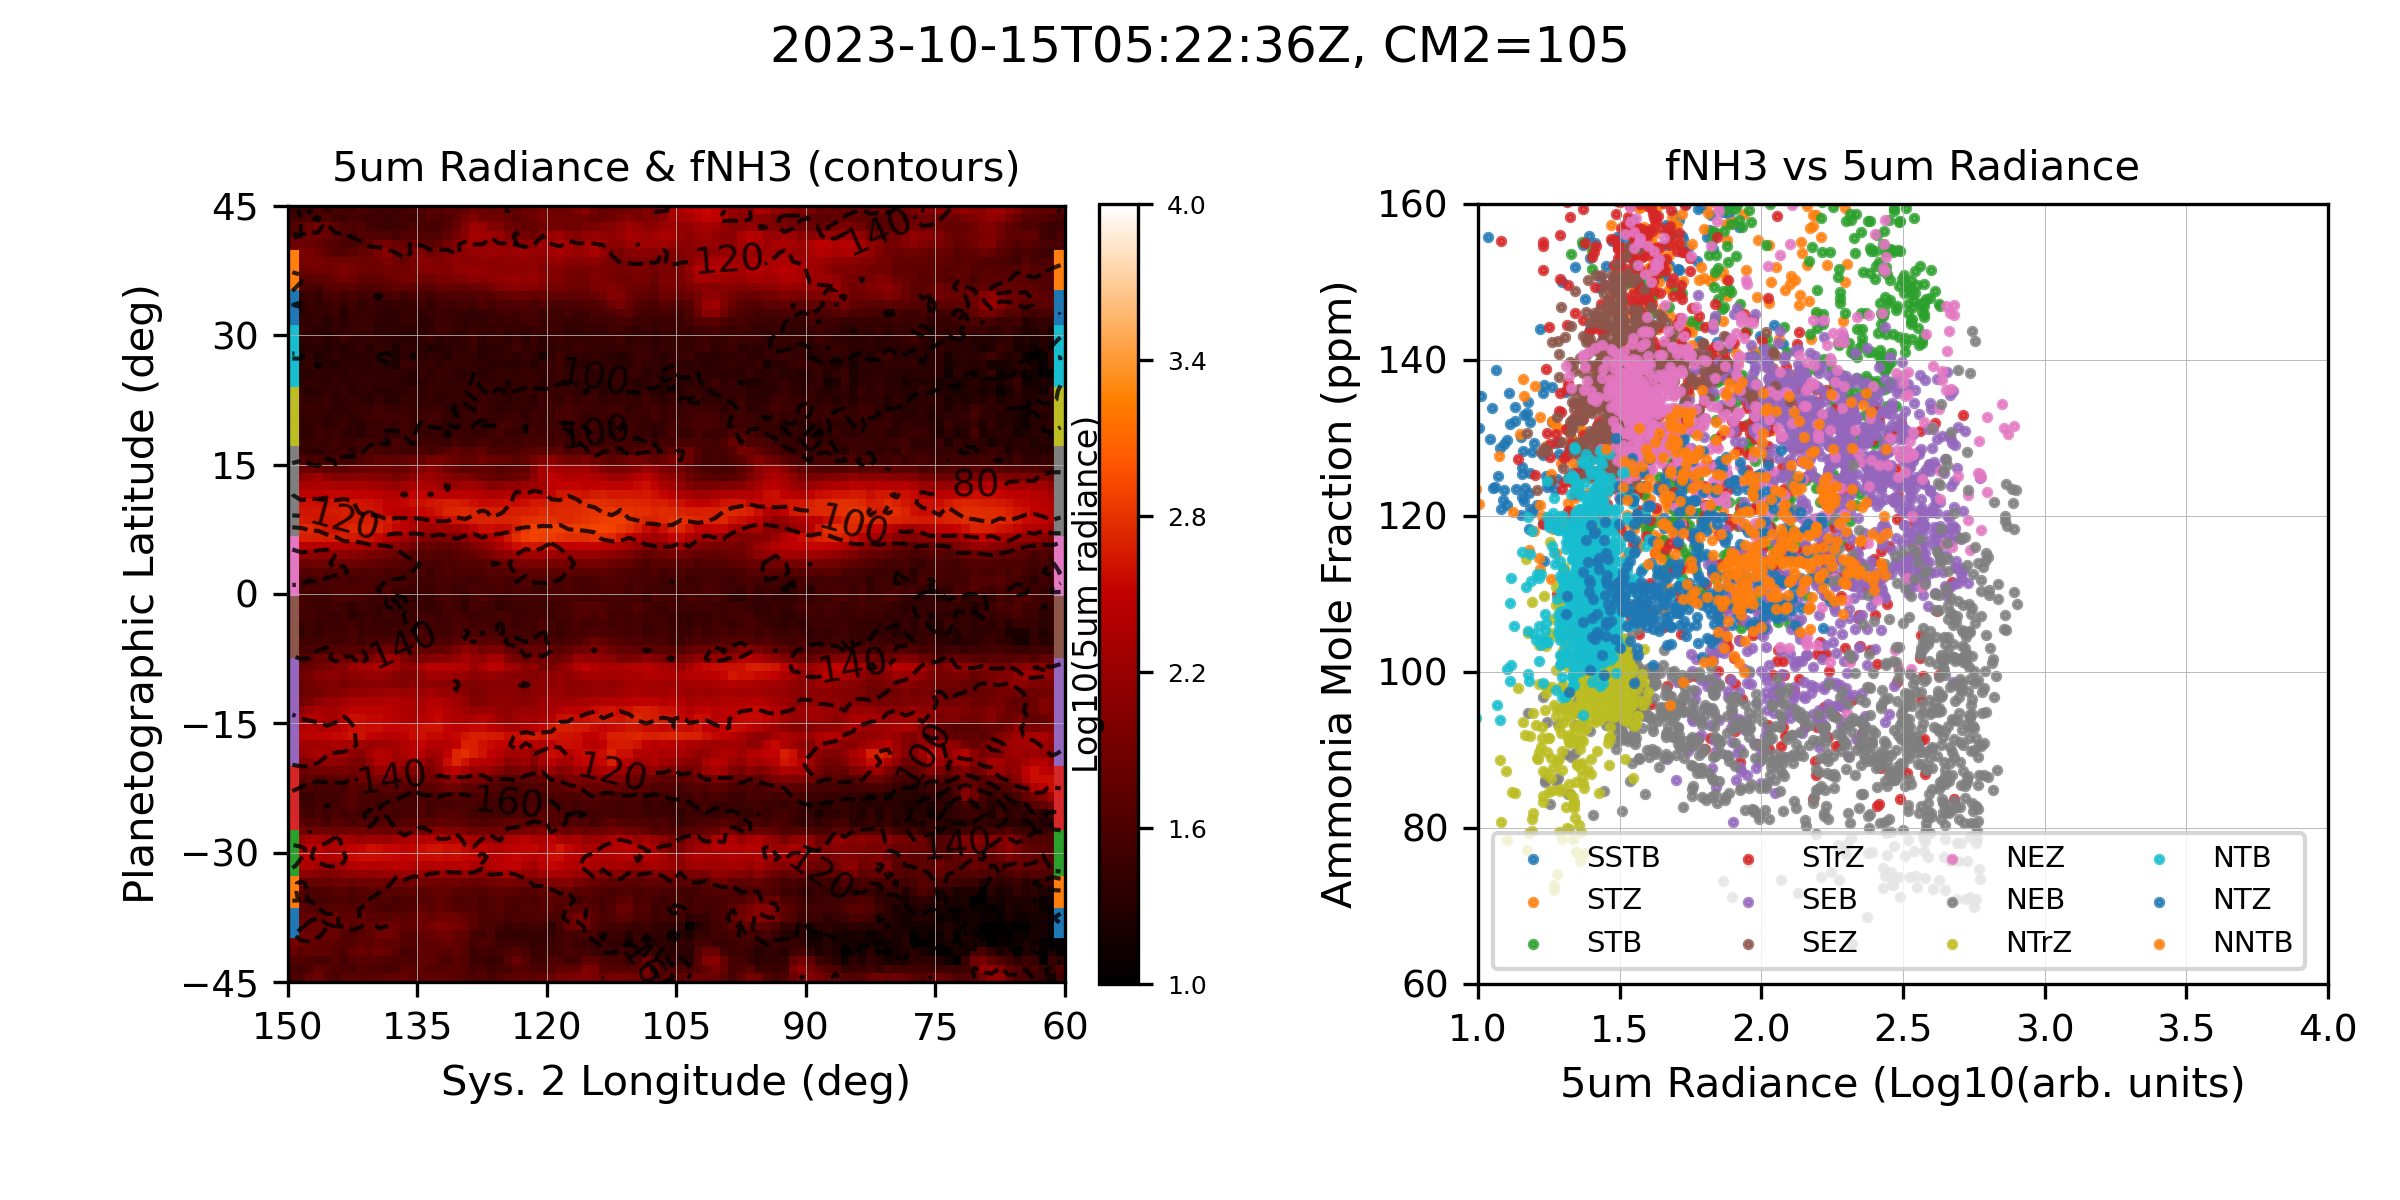 2023-10-15T05:22:36Z, CM2=105
5um Radiance & fNH3 (contours)
45
30
15
0
−15
−30
−45
Planetographic Latitude (deg)
150 135 120 105 90 75 60
Sys. 2 Longitude (deg)
120
140
100
100
80
120
100
140
140
140
120
100
160
140
120
4.0
3.4
2.8
2.2
1.6
1.0
Log10(5um radiance)
fNH3 vs 5um Radiance
160
140
120
100
80
60
Ammonia Mole Fraction (ppm)
SSTB STrZ NEZ NTB
STZ SEB NEB NTZ
STB SEZ NTrZ NNTB
1.0 1.5 2.0 2.5 3.0 3.5 4.0
5um Radiance (Log10(arb. units)